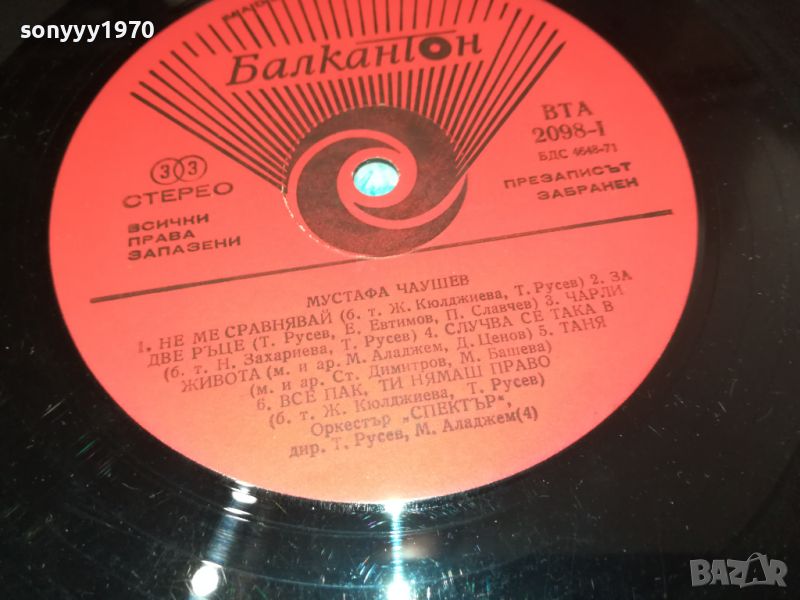 sonyyy1970
Балкантон
ВТА
2098-I
БДС 4648-71
33
СТЕРЕО
ПРЕЗАПИСЪТ
ЗАБРАНЕН
ВСИЧКИ
ПРАВА
ЗАПАЗЕНИ
МУСТАФА ЧАУШЕВ
1. НЕ МЕ СРАВНЯВАЙ (б. т. Ж. Кюлджиева, Т. Русев) 2. ЗА
ДВЕ РЪЦЕ (Т. Русев, Е. Евтимов, П. Славчев) 3. ЧАРЛИ
(б. т. Н. Захариева, Т. Русев) 4. СЛУЧВА СЕ ТАКА В
ЖИВОТА (м. и ар. М. Аладжем, Д. Ценов) 5. ТАНЯ
(м. и ар. Ст. Димитров, М. Башева)
6. ВСЕ ПАК, ТИ НЯМАШ ПРАВО
(б. т. Ж. Кюлджиева, Т. Русев)
Оркестър „СПЕКТЪР",
дир. Т. Русев, М. Аладжем(4)
BAZAR